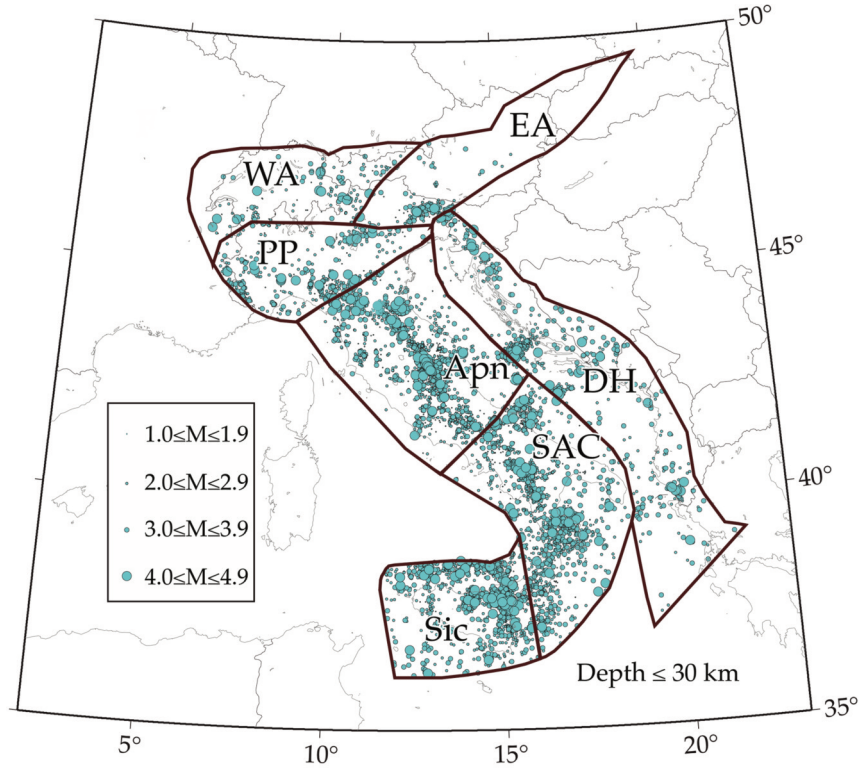 50°
EA
WA
PP
45°
Apn
DH
SAC
1.0≤M≤1.9
2.0≤M≤2.9
3.0≤M≤3.9
4.0≤M≤4.9
40°
Sic
Depth ≤ 30 km
35°
5°
10°
15°
20°